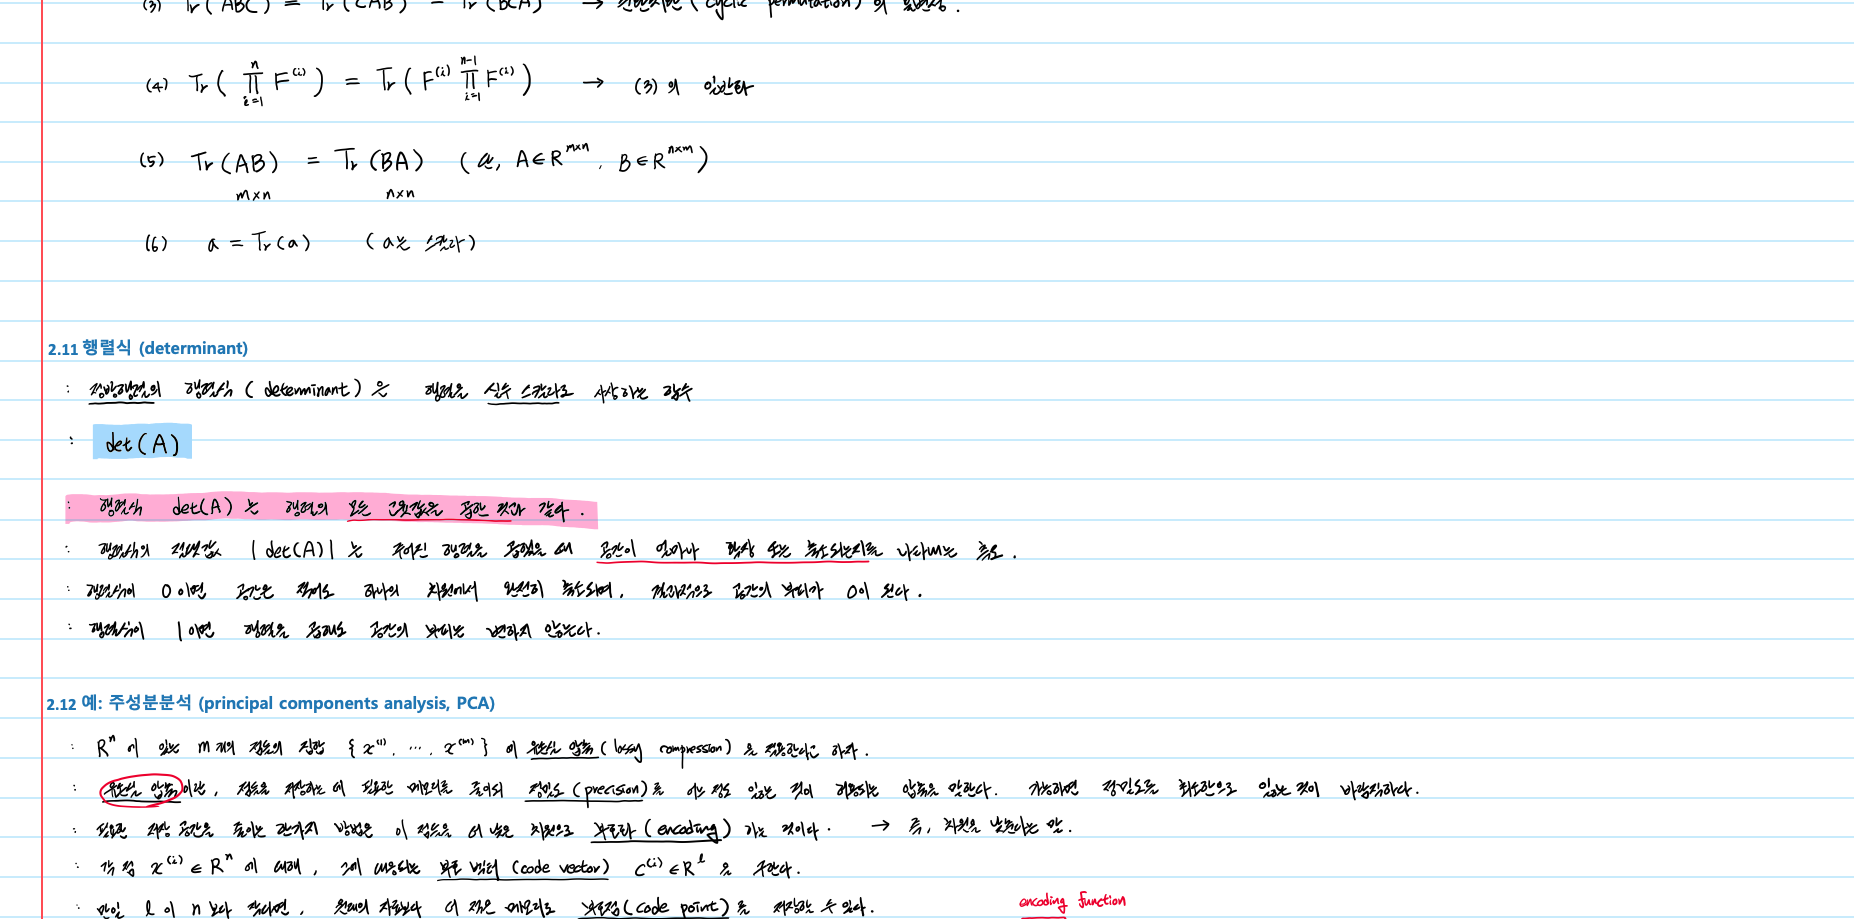 (3) Tr(ABC) = Tr(CAB) = Tr(BCA) → 순환치환(cyclic permutation)의 불변성.
(4) Tr(∏_{i=1}^{n} F^{(i)}) = Tr(F^{(i)} ∏_{i=1}^{n-1} F^{(i)}) → (3)의 일반화
(5) Tr(AB) = Tr(BA) (단, A∈R^{m×n}, B∈R^{n×m})
m×n n×n
(6) a = Tr(a) (a는 스칼라)
2.11 행렬식 (determinant)
: 정방행렬의 행렬식(determinant)은 행렬을 실수 스칼라로 사상하는 함수
: det(A)
: 행렬식 det(A)는 행렬의 모든 고윳값을 곱한 것과 같다.
: 행렬식의 절댓값 |det(A)|는 주어진 행렬을 곱했을 때 공간이 얼마나 확장 또는 축소되는지를 나타내는 측도.
: 행렬식이 0이면 공간은 적어도 하나의 차원에서 완전히 축소되며, 결과적으로 공간의 부피가 0이 된다.
: 행렬식이 1이면 행렬을 곱해도 공간의 부피는 변하지 않는다.
2.12 예: 주성분분석 (principal components analysis, PCA)
: R^n에 있는 m개의 점들의 집합 {x^{(1)}, ⋯, x^{(m)}}에 유손실 압축(lossy compression)을 적용한다고 하자.
: 유손실 압축이란, 점들을 저장하는 데 필요한 메모리를 줄이되 정밀도(precision)를 어느 정도 잃는 것이 허용되는 압축을 말한다. 가능하면 정밀도를 최소한으로 잃는 것이 바람직하다.
: 필요한 저장 공간을 줄이는 한가지 방법은 이 점들을 더 낮은 차원으로 부호화(encoding)하는 것이다. → 즉, 차원을 낮춘다는 말.
: 각 점 x^{(i)}∈R^n에 대해, 그에 대응되는 부호 벡터(code vector) c^{(i)}∈R^l을 구한다.
: 만일 l이 n보다 작다면, 원래의 자료보다 더 적은 메모리로 부호점(code point)을 저장할 수 있다.
encoding function